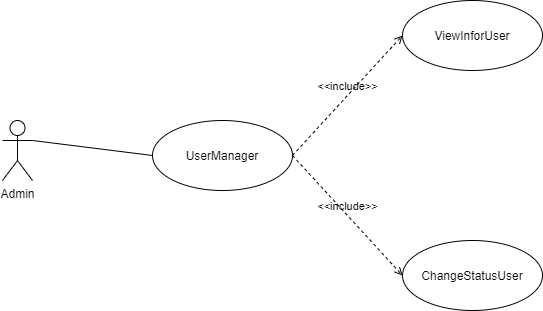 ViewInforUser
<<include>>
UserManager
Admin
<<include>>
ChangeStatusUser